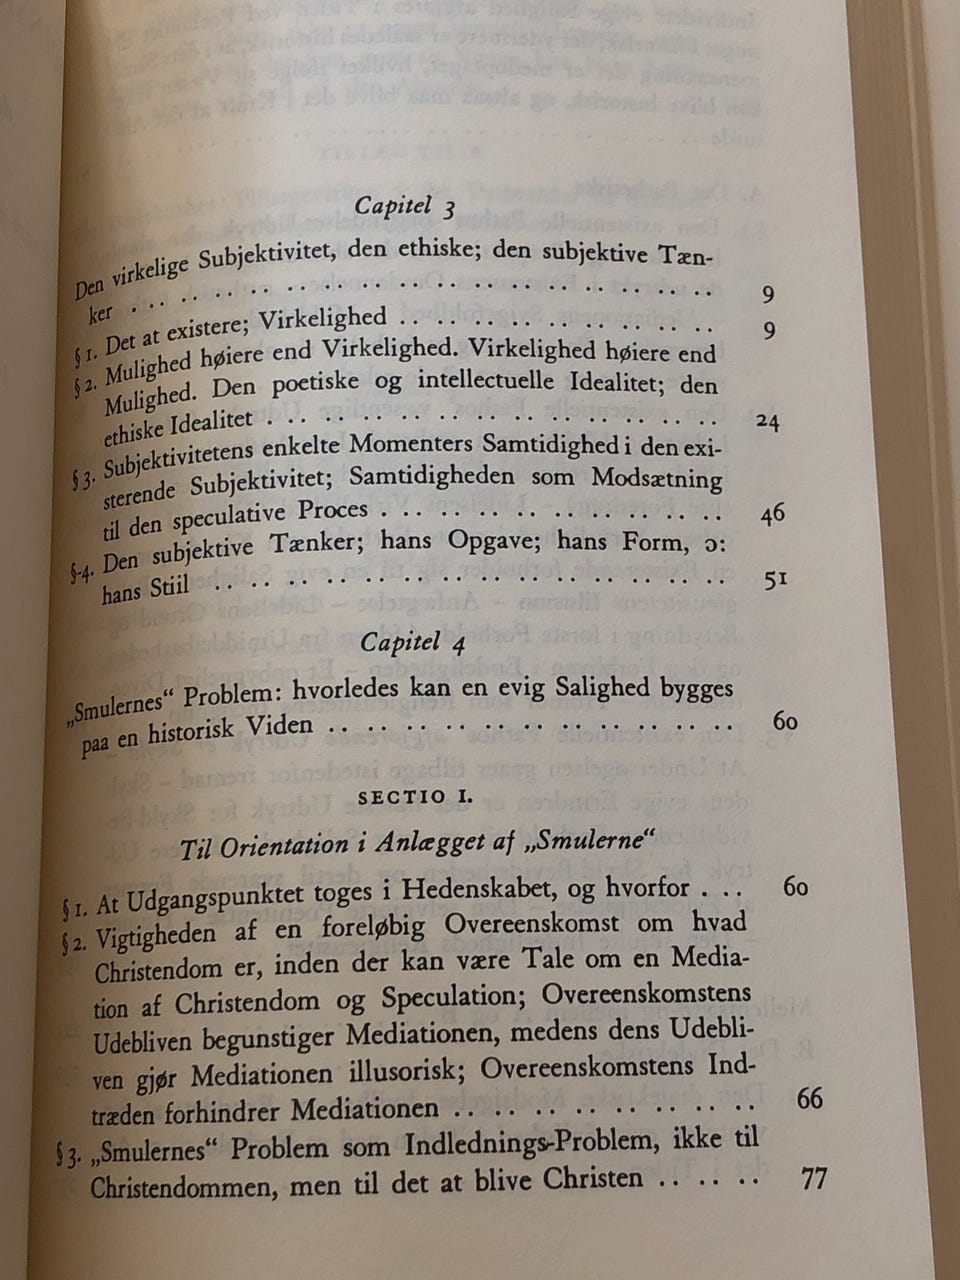 Capitel 3
Den virkelige Subjektivitet, den ethiske; den subjektive Tæn-
ker . .. .. .. .. .. .. .. .. .. .. .. .. .. .. .. .. .. 9
§ 1. Det at existere; Virkelighed .. .. .. .. .. .. .. .. .. .. 9
§ 2. Mulighed høiere end Virkelighed. Virkelighed høiere end
Mulighed. Den poetiske og intellectuelle Idealitet; den
ethiske Idealitet . .. .. .. .. .. .. .. .. .. .. .. .. .. 24
§ 3. Subjektivitetens enkelte Momenters Samtidighed i den exi-
sterende Subjektivitet; Samtidigheden som Modsætning
til den speculative Proces . .. .. .. .. .. .. .. .. .. .. 46
§ 4. Den subjektive Tænker; hans Opgave; hans Form, ɔ:
hans Stiil .. .. .. .. .. .. .. .. .. .. .. .. .. .. .. 51
Capitel 4
„Smulernes“ Problem: hvorledes kan en evig Salighed bygges
paa en historisk Viden .. .. .. .. .. .. .. .. .. .. .. .. 60
SECTIO I.
Til Orientation i Anlægget af „Smulerne“
§ 1. At Udgangspunktet toges i Hedenskabet, og hvorfor . .. 60
§ 2. Vigtigheden af en foreløbig Overeenskomst om hvad
Christendom er, inden der kan være Tale om en Media-
tion af Christendom og Speculation; Overeenskomstens
Udebliven begunstiger Mediationen, medens dens Udebli-
ven gjør Mediationen illusorisk; Overeenskomstens Ind-
træden forhindrer Mediationen .. .. .. .. .. .. .. .. .. 66
§ 3. „Smulernes“ Problem som Indlednings-Problem, ikke til
Christendommen, men til det at blive Christen .. .. .. 77